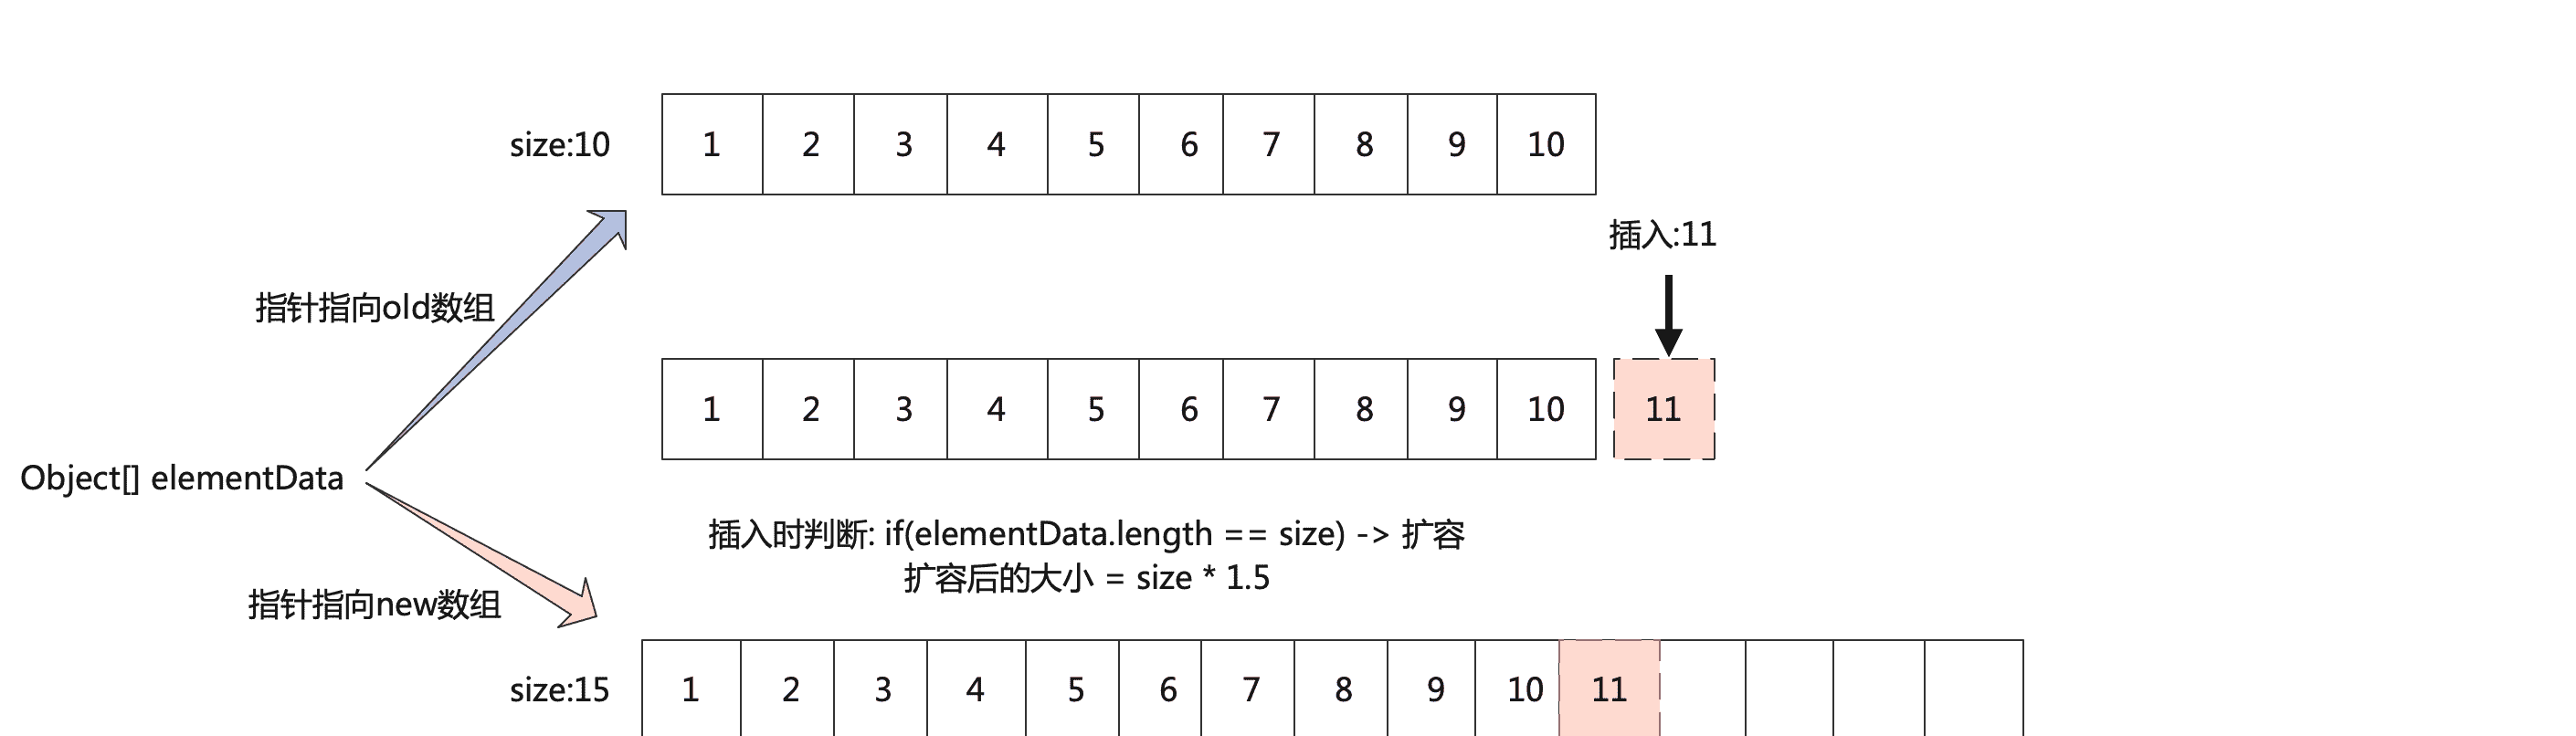 size:10
1 2 3 4 5 6 7 8 9 10
插入:11
指针指向old数组
1 2 3 4 5 6 7 8 9 10 11
Object[] elementData
插入时判断: if(elementData.length == size) -> 扩容
扩容后的大小 = size * 1.5
指针指向new数组
size:15
1 2 3 4 5 6 7 8 9 10 11